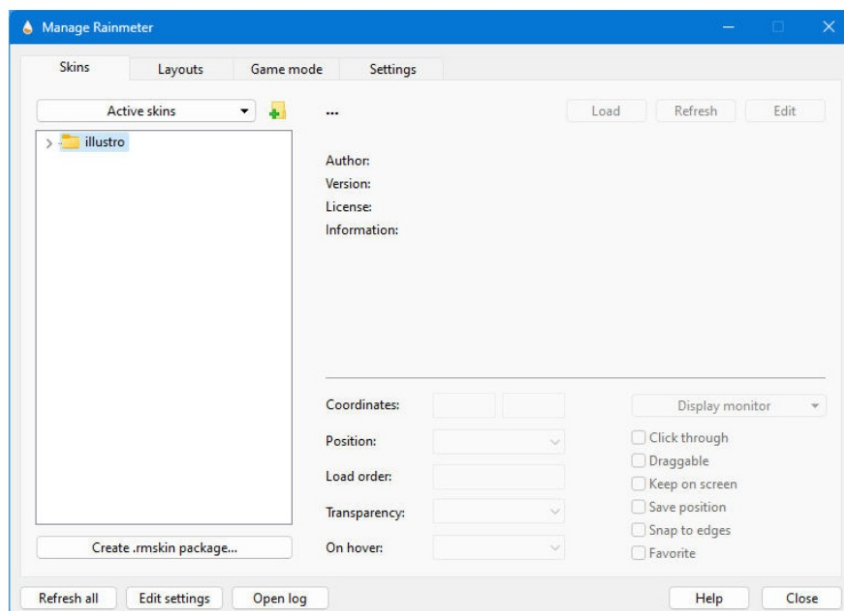 Manage Rainmeter
Skins Layouts Game mode Settings
Active skins ... Load Refresh Edit
illustro
Author:
Version:
License:
Information:
Coordinates: Display monitor
Position: Click through
Draggable
Load order: Keep on screen
Transparency: Save position
Snap to edges
Create .rmskin package... On hover: Favorite
Refresh all Edit settings Open log Help Close